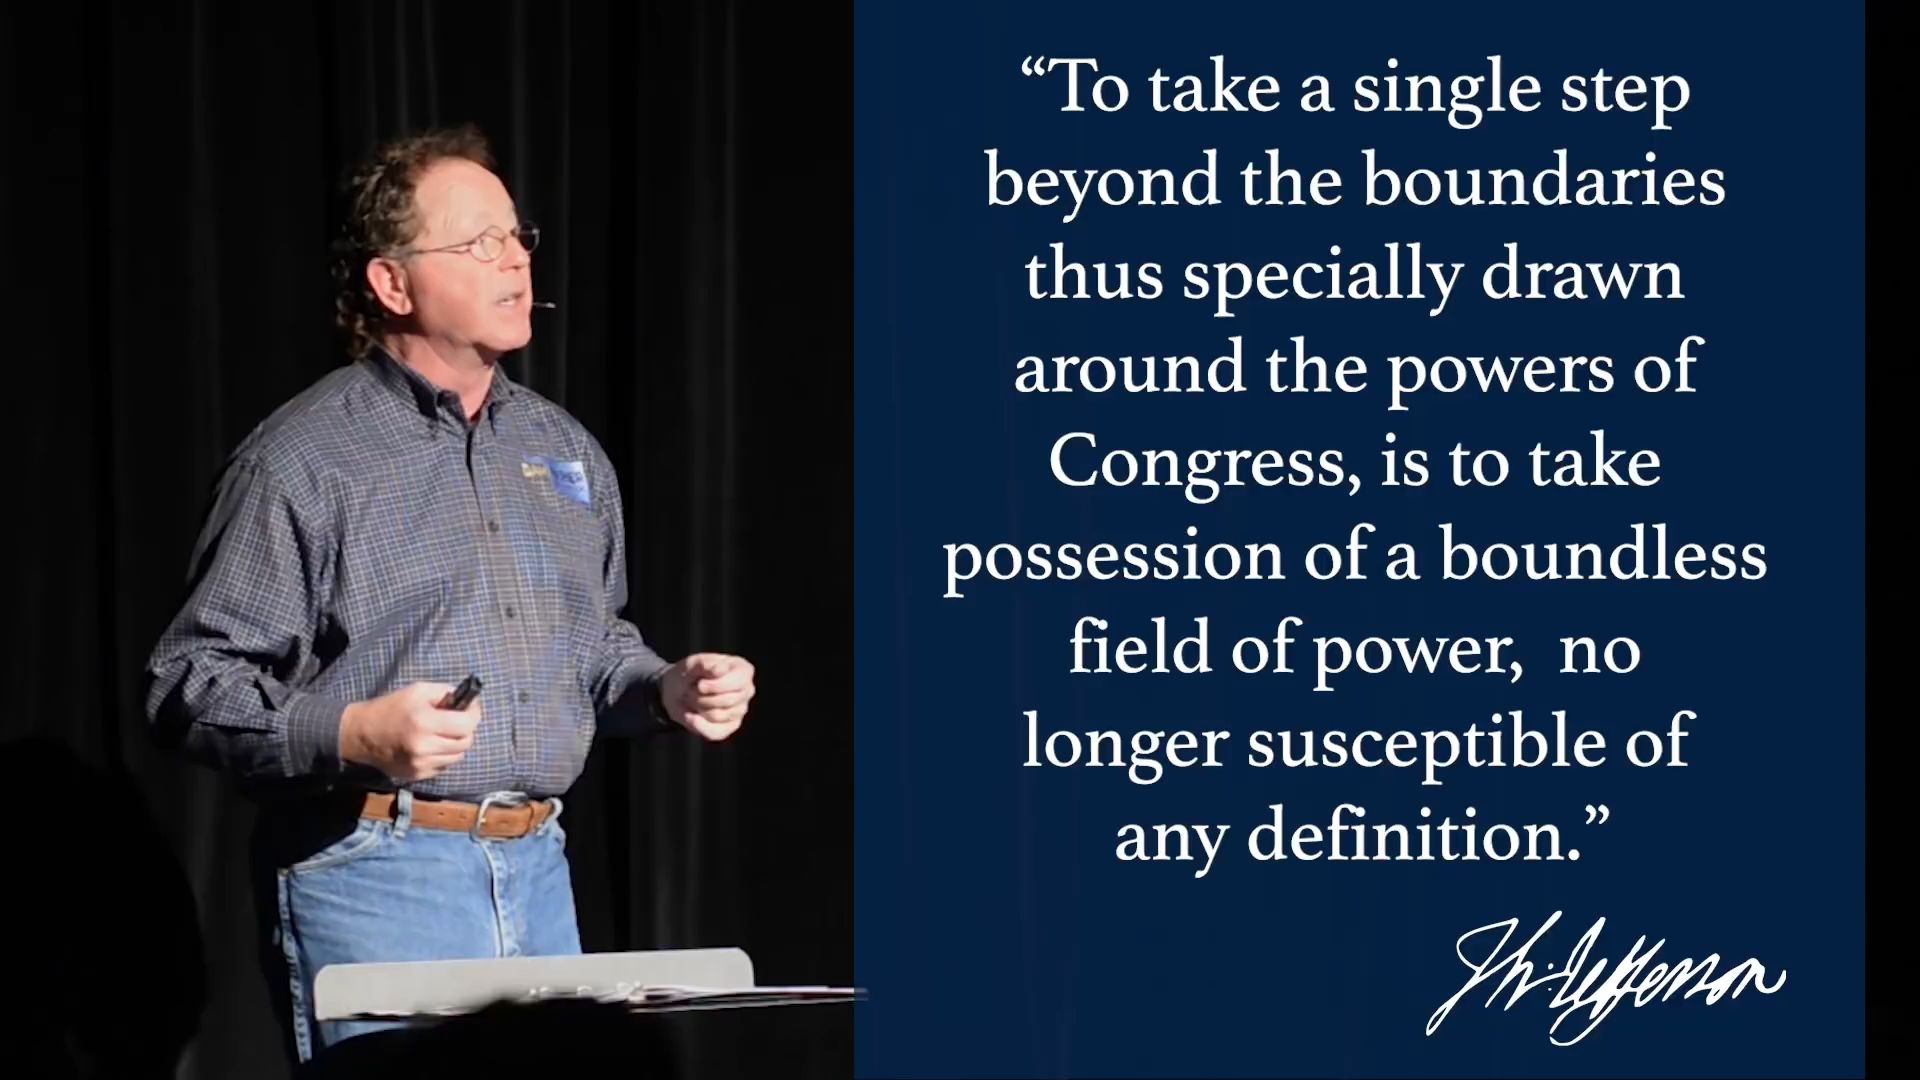 “To take a single step
beyond the boundaries
thus specially drawn
around the powers of
Congress, is to take
possession of a boundless
field of power,  no
longer susceptible of
any definition.”
Th: Jefferson